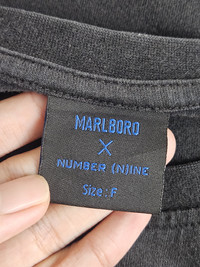 MARLBORO
X
NUMBER (N)INE
Size : F